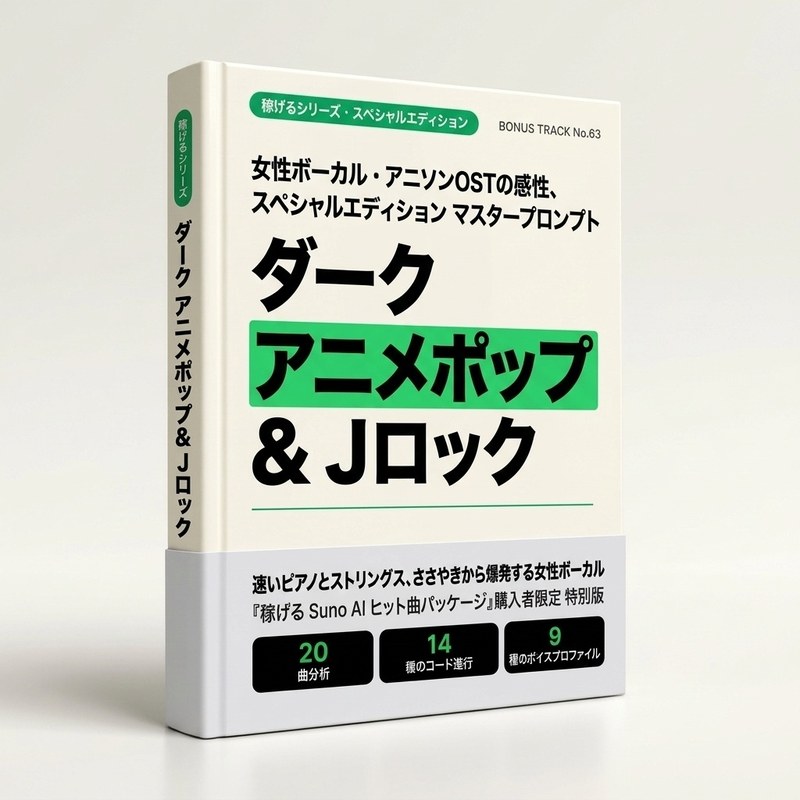 稼げるシリーズ
ダーク アニメポップ & Jロック
稼げるシリーズ・スペシャルエディション
BONUS TRACK No.63
女性ボーカル・アニソンOSTの感性、
スペシャルエディション マスタープロンプト
ダーク
アニメポップ
& Jロック
速いピアノとストリングス、ささやきから爆発する女性ボーカル
『稼げる Suno AI ヒット曲パッケージ』購入者限定 特別版
20
曲分析
14
種のコード進行
9
種のボイスプロファイル